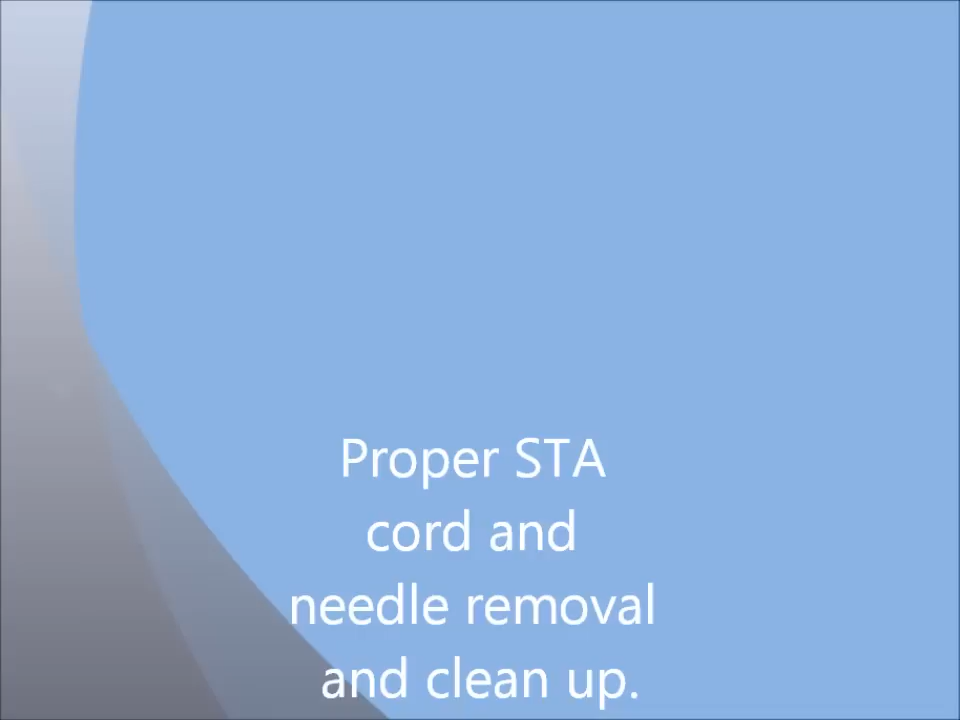 Proper STA
cord and
needle removal
and clean up.